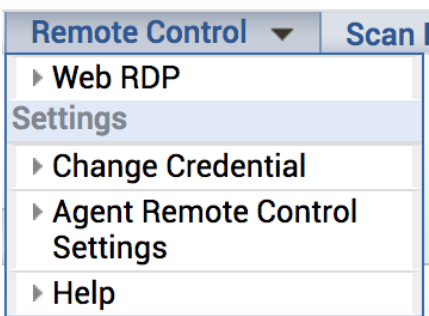 Remote Control Scan
Web RDP
Settings
Change Credential
Agent Remote Control
Settings
Help